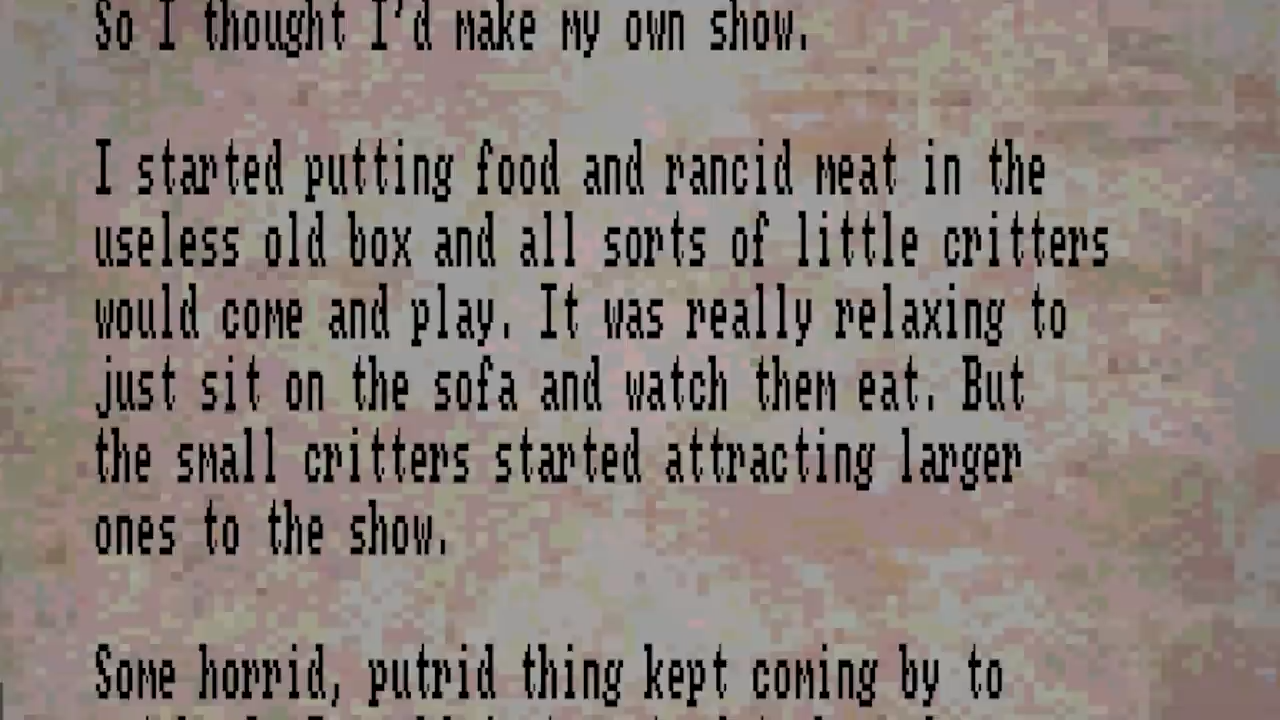 So I thought I'd make my own show.
I started putting food and rancid meat in the
useless old box and all sorts of little critters
would come and play. It was really relaxing to
just sit on the sofa and watch them eat. But
the small critters started attracting larger
ones to the show.
Some horrid, putrid thing kept coming by to